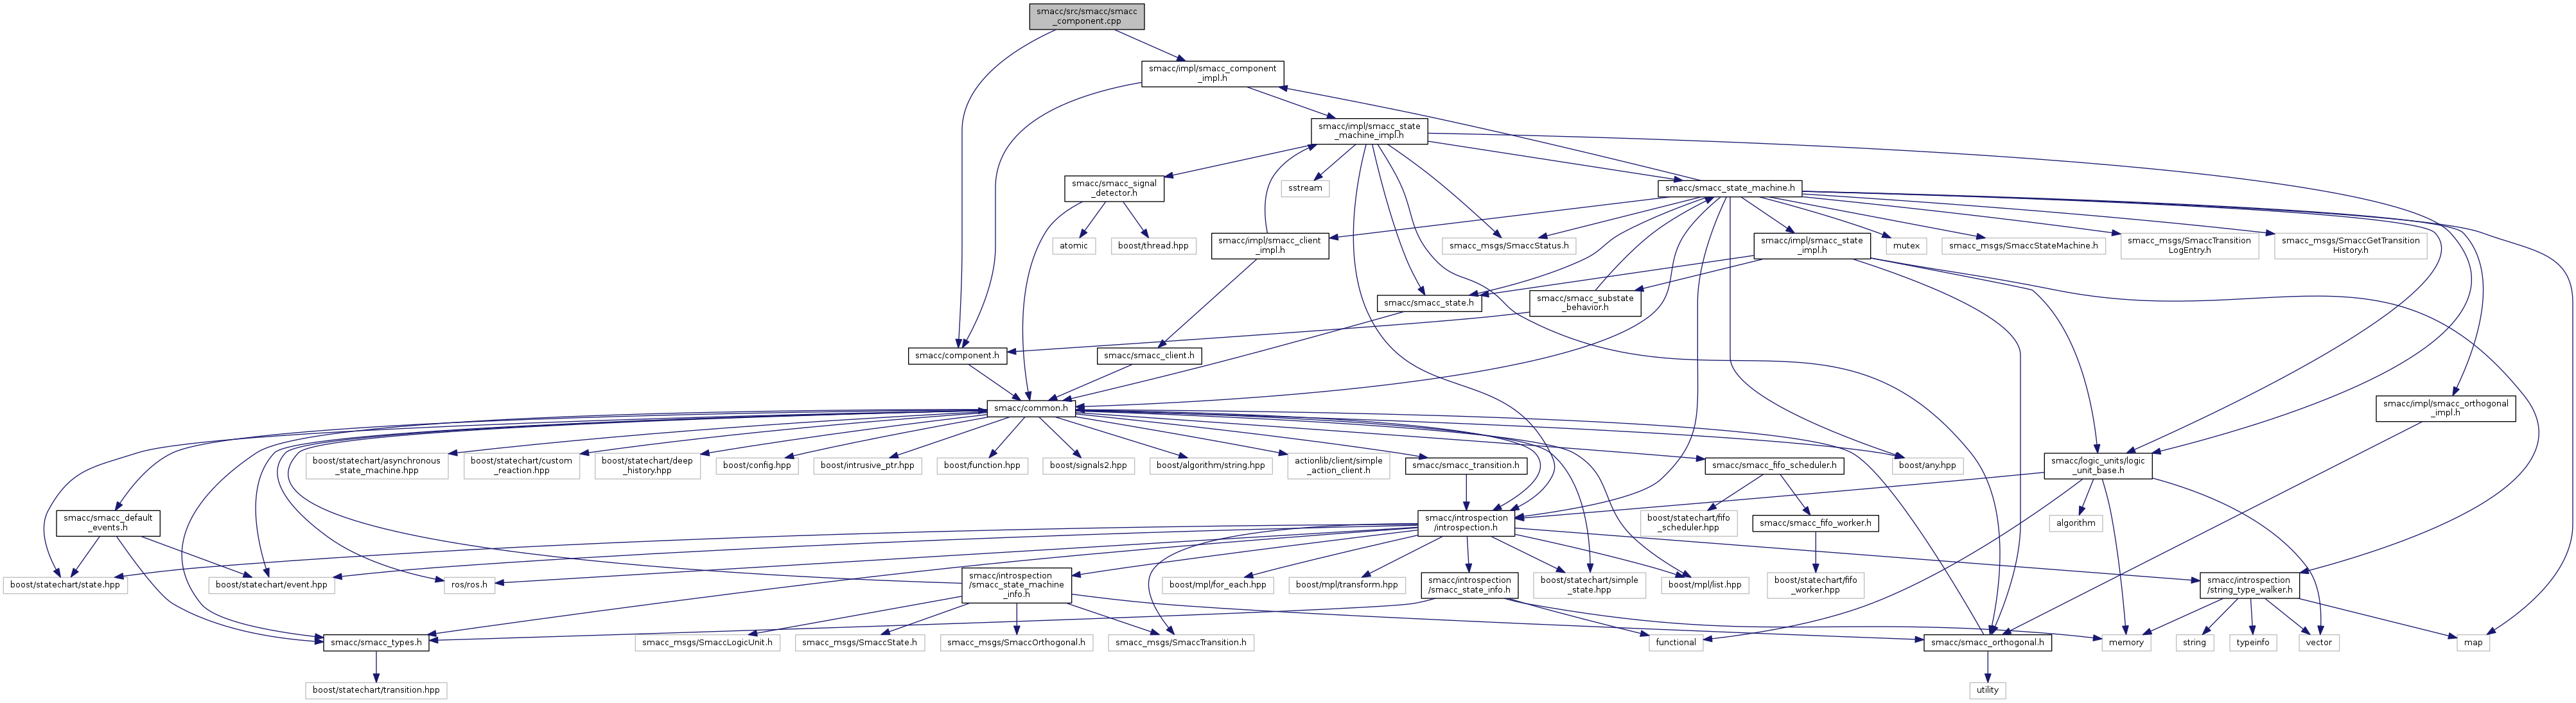 smacc/src/smacc/smacc
_component.cpp
smacc/impl/smacc_component
_impl.h
smacc/impl/smacc_state
_machine_impl.h
smacc/smacc_signal
_detector.h
sstream
smacc/smacc_state_machine.h
atomic
boost/thread.hpp
smacc/impl/smacc_client
_impl.h
smacc_msgs/SmaccStatus.h
smacc/impl/smacc_state
_impl.h
mutex
smacc_msgs/SmaccStateMachine.h
smacc_msgs/SmaccTransition
LogEntry.h
smacc_msgs/SmaccGetTransition
History.h
smacc/smacc_state.h
smacc/smacc_substate
_behavior.h
smacc/component.h
smacc/smacc_client.h
smacc/common.h
smacc/impl/smacc_orthogonal
_impl.h
boost/statechart/asynchronous
_state_machine.hpp
boost/statechart/custom
_reaction.hpp
boost/statechart/deep
_history.hpp
boost/config.hpp
boost/intrusive_ptr.hpp
boost/function.hpp
boost/signals2.hpp
boost/algorithm/string.hpp
actionlib/client/simple
_action_client.h
smacc/smacc_transition.h
smacc/smacc_fifo_scheduler.h
boost/any.hpp
smacc/logic_units/logic
_unit_base.h
smacc/smacc_default
_events.h
smacc/introspection
/introspection.h
boost/statechart/fifo
_scheduler.hpp
smacc/smacc_fifo_worker.h
algorithm
boost/statechart/state.hpp
boost/statechart/event.hpp
ros/ros.h
smacc/introspection
/smacc_state_machine
_info.h
boost/mpl/for_each.hpp
boost/mpl/transform.hpp
smacc/introspection
/smacc_state_info.h
boost/statechart/simple
_state.hpp
boost/mpl/list.hpp
boost/statechart/fifo
_worker.hpp
smacc/introspection
/string_type_walker.h
smacc/smacc_types.h
smacc_msgs/SmaccLogicUnit.h
smacc_msgs/SmaccState.h
smacc_msgs/SmaccOrthogonal.h
smacc_msgs/SmaccTransition.h
functional
smacc/smacc_orthogonal.h
memory
string
typeinfo
vector
map
boost/statechart/transition.hpp
utility